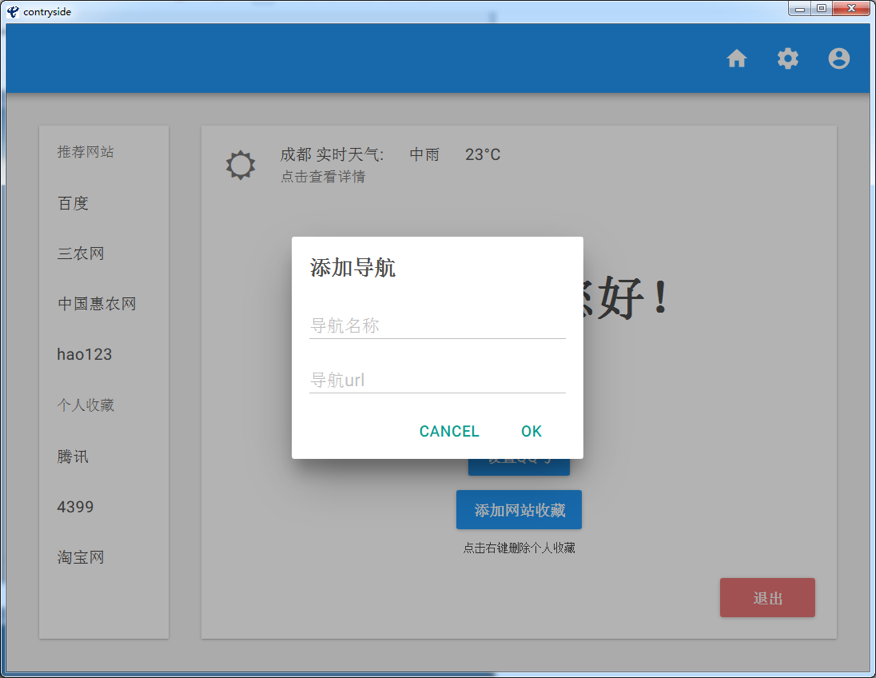 contryside
推荐网站
百度
三农网
中国惠农网
hao123
个人收藏
腾讯
4399
淘宝网
成都 实时天气: 中雨 23°C
点击查看详情
好！
添加导航
导航名称
导航url
CANCEL OK
添加网站收藏
点击右键删除个人收藏
退出